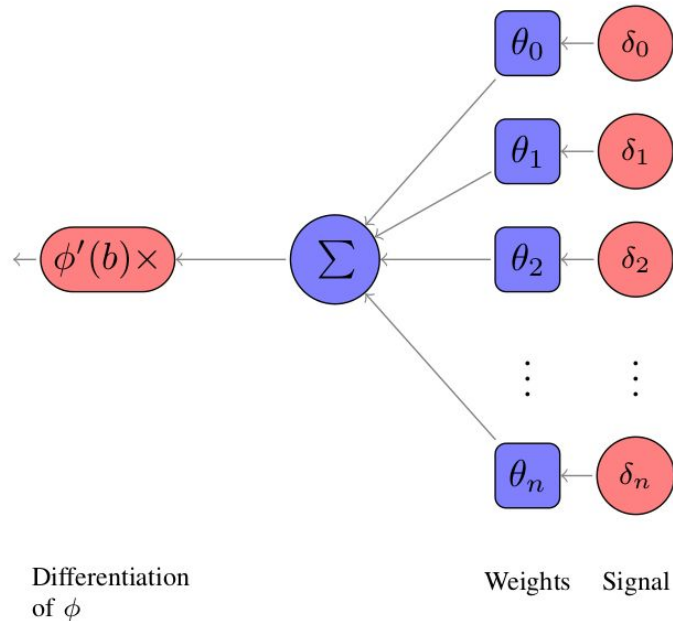 θ₀ δ₀
θ₁ δ₁
ϕ′(b)× ∑ θ₂ δ₂
⋮ ⋮
θₙ δₙ
Differentiation Weights Signal
of ϕ